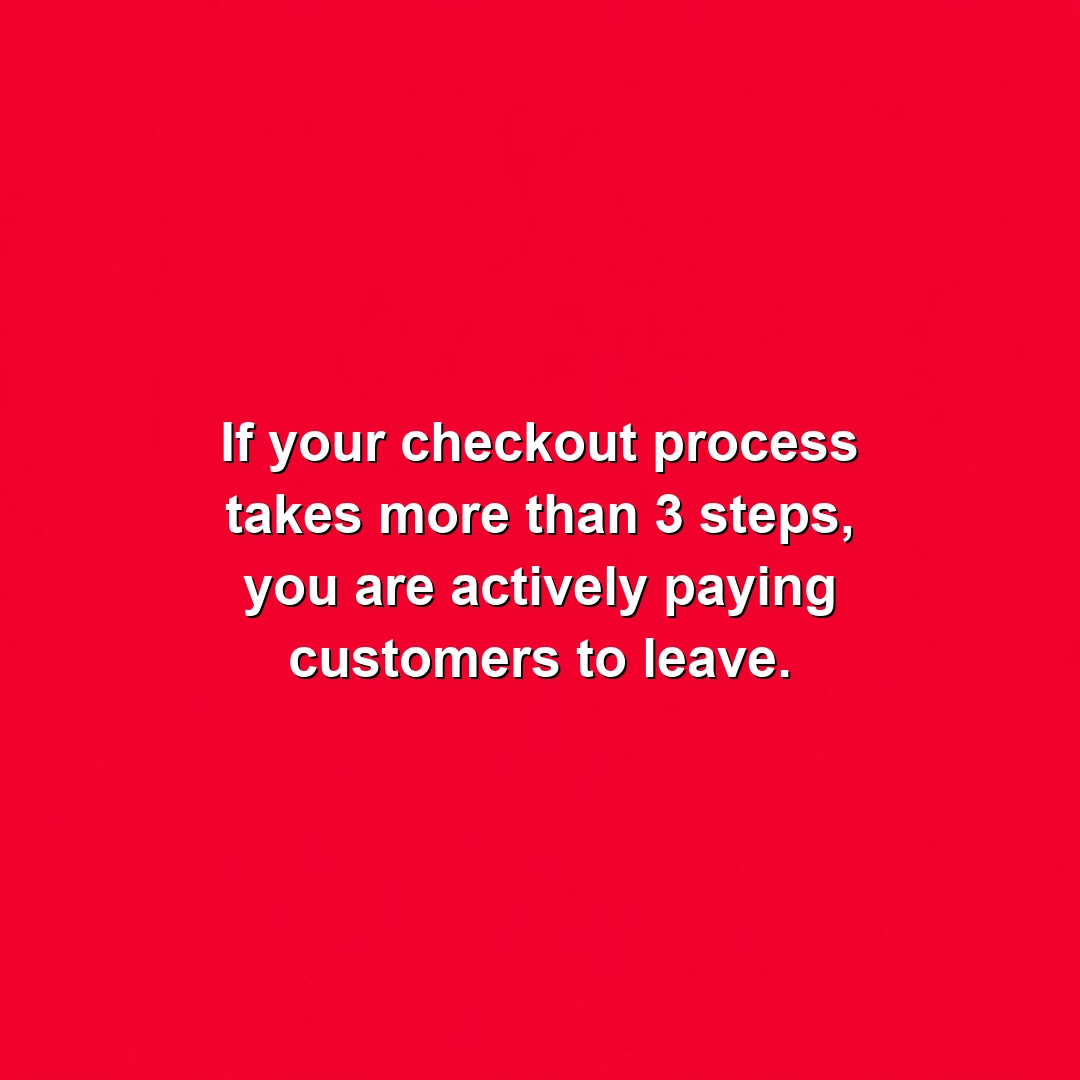 If your checkout process
takes more than 3 steps,
you are actively paying
customers to leave.